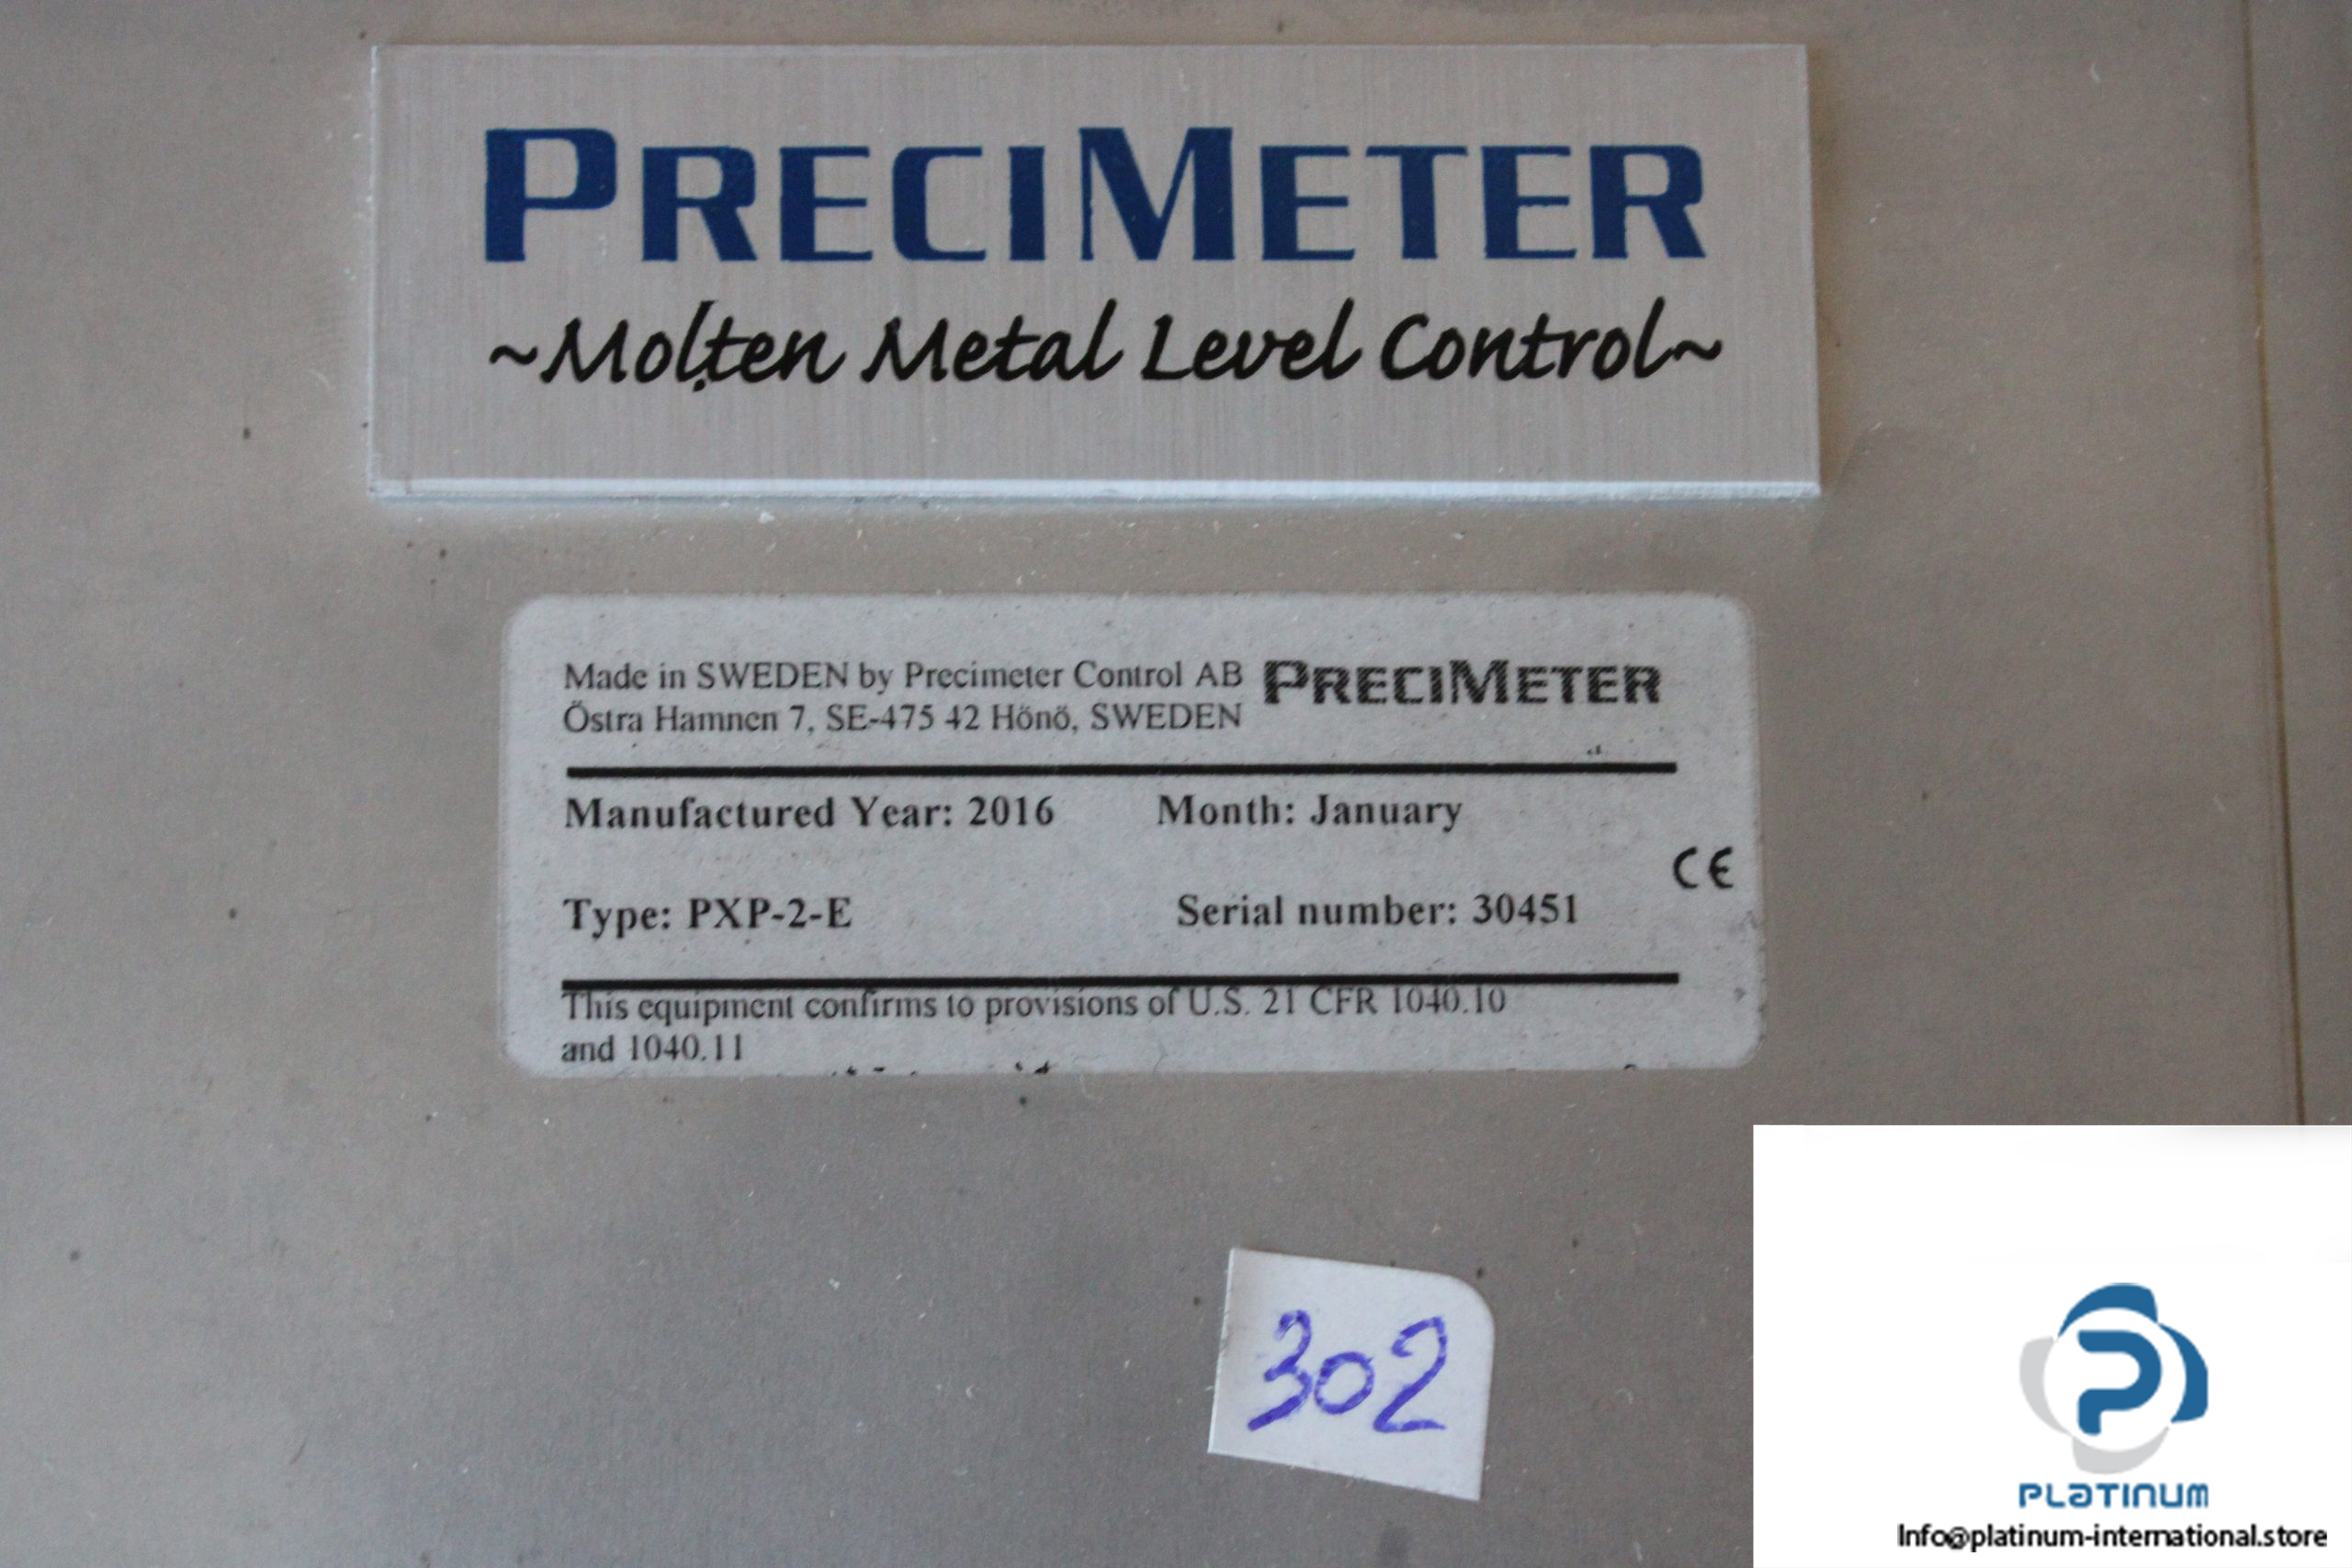 PRECIMETER
~Molten Metal Level Control~
Made in SWEDEN by Precimeter Control AB PRECIMETER
Östra Hamnen 7, SE-475 42 Hönö, SWEDEN
Manufactured Year: 2016 Month: January
CE
Type: PXP-2-E Serial number: 30451
This equipment confirms to provisions of U.S. 21 CFR 1040.10
and 1040.11
302
PLATINUM
Info@platinum-international.store